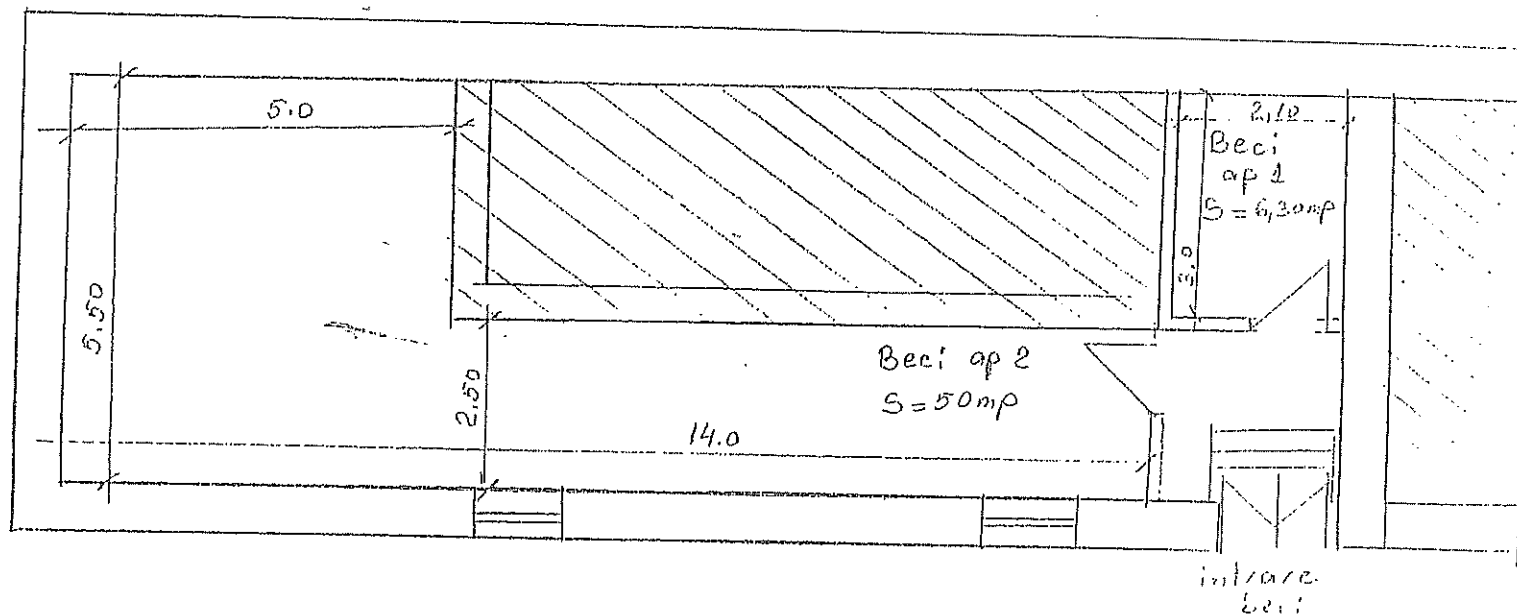 5.0
2,10
Beci
ap 1
S = 6,30mp
3.0
5.50
2.50
Beci ap 2
S = 50mp
14.0
intrare
beci